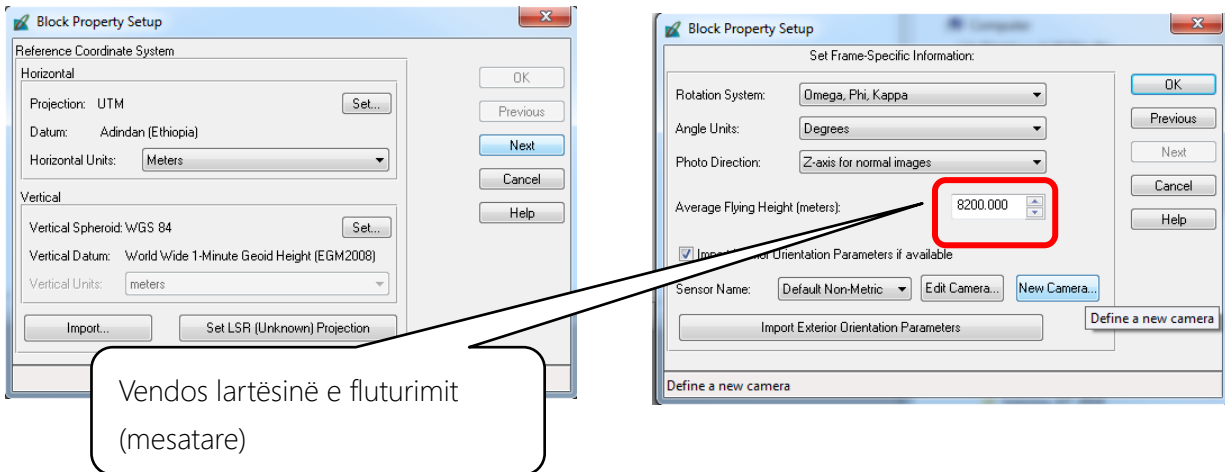 Block Property Setup
Reference Coordinate System
Horizontal
Projection: UTM
Set...
Datum: Adindan (Ethiopia)
Horizontal Units: Meters
Vertical
Vertical Spheroid: WGS 84
Set...
Vertical Datum: World Wide 1-Minute Geoid Height (EGM2008)
Vertical Units: meters
Import...
Set LSR (Unknown) Projection
OK
Previous
Next
Cancel
Help
Vendos lartësinë e fluturimit
(mesatare)
Block Property Setup
Computer
Set Frame-Specific Information:
Rotation System: Omega, Phi, Kappa
Angle Units: Degrees
Photo Direction: Z-axis for normal images
Average Flying Height (meters): 8200.000
Orientation Parameters if available
Sensor Name: Default Non-Metric
Edit Camera...
New Camera...
Import Exterior Orientation Parameters
OK
Previous
Next
Cancel
Help
Define a new camera
Define a new camera